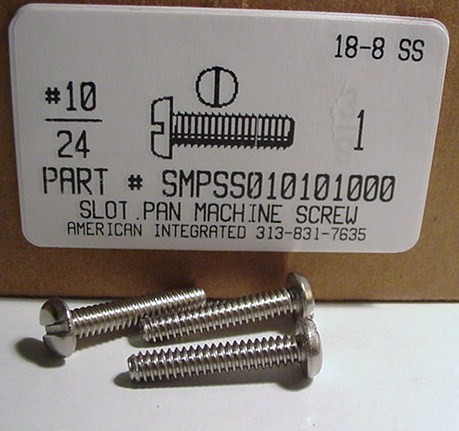 18-8 SS
#10
24
1
PART # SMPSS010101000
SLOT.PAN MACHINE SCREW
AMERICAN INTEGRATED 313-831-7635